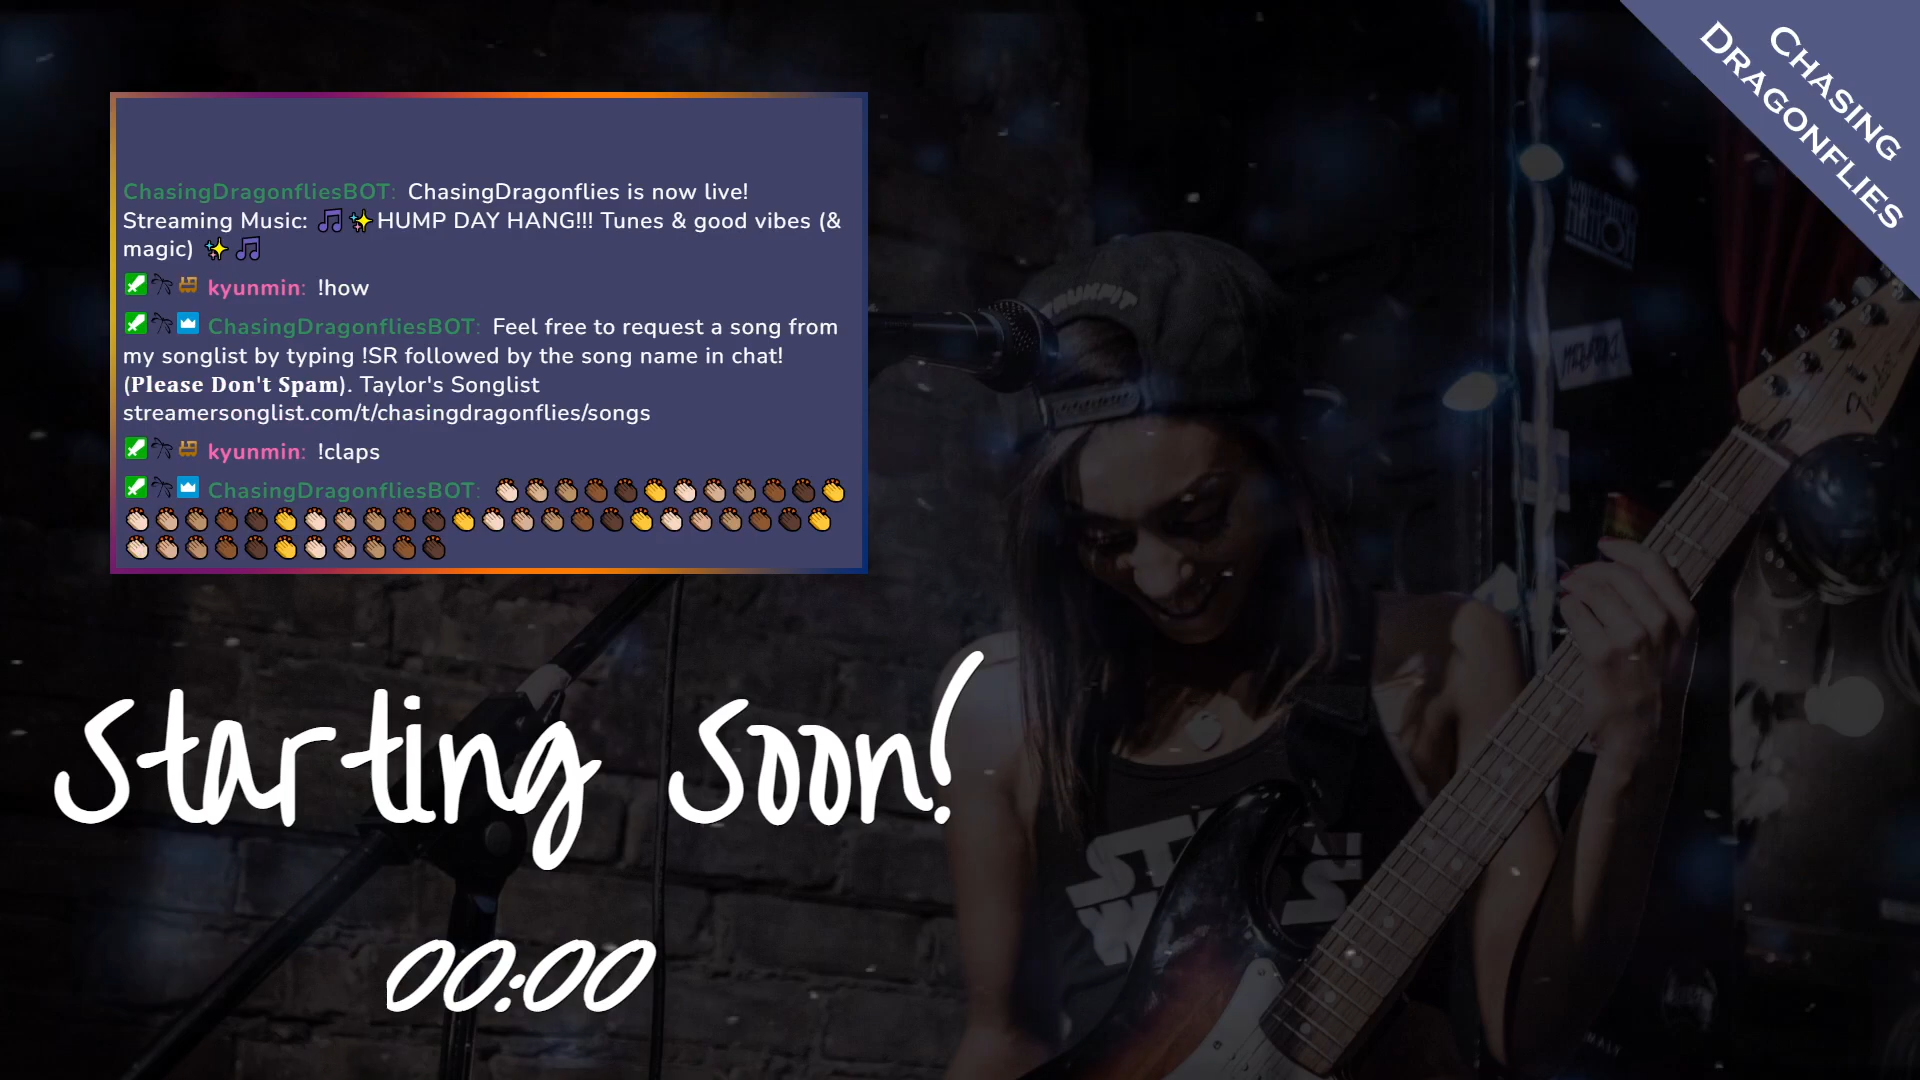 Chasing
Dragonflies
ChasingDragonfliesBOT: ChasingDragonflies is now live!
Streaming Music: 🎵✨HUMP DAY HANG!!! Tunes & good vibes (&
magic) ✨🎵
kyunmin: !how
ChasingDragonfliesBOT: Feel free to request a song from
my songlist by typing !SR followed by the song name in chat!
(Please Don't Spam). Taylor's Songlist
streamersonglist.com/t/chasingdragonflies/songs
kyunmin: !claps
ChasingDragonfliesBOT: 👏🏻👏🏼👏🏽👏🏾👏🏿👏👏🏻👏🏼👏🏽👏🏾👏🏿👏
👏🏻👏🏼👏🏽👏🏾👏🏿👏👏🏻👏🏼👏🏽👏🏾👏🏿👏👏🏻👏🏼👏🏽👏🏾👏🏿👏👏🏻👏🏼👏🏽👏🏾👏🏿👏
👏🏻👏🏼👏🏽👏🏾👏🏿👏👏🏻👏🏼👏🏽👏🏾👏🏿
Starting Soon!
00:00
Fender